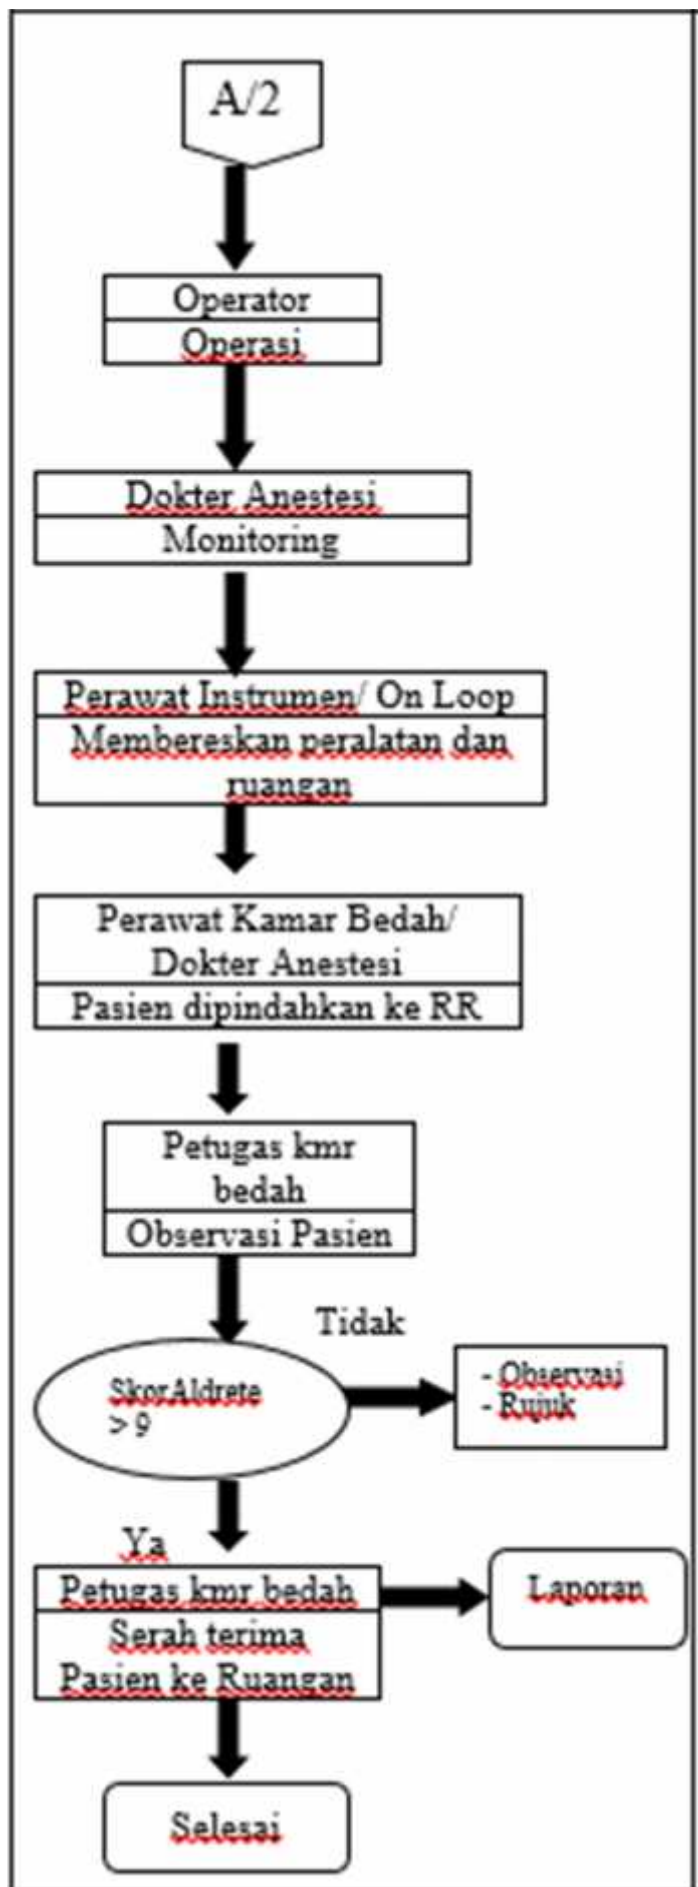 A/2
Operator
Operasi
Dokter Anestesi
Monitoring
Perawat Instrumen/ On Loop
Membereskan peralatan dan
ruangan
Perawat Kamar Bedah/
Dokter Anestesi
Pasien dipindahkan ke RR
Petugas kmr
bedah
Observasi Pasien
Tidak
SkorAldrete
> 9
- Observasi
- Rujuk
Ya
Petugas kmr bedah
Serah terima
Pasien ke Ruangan
Laporan
Selesai